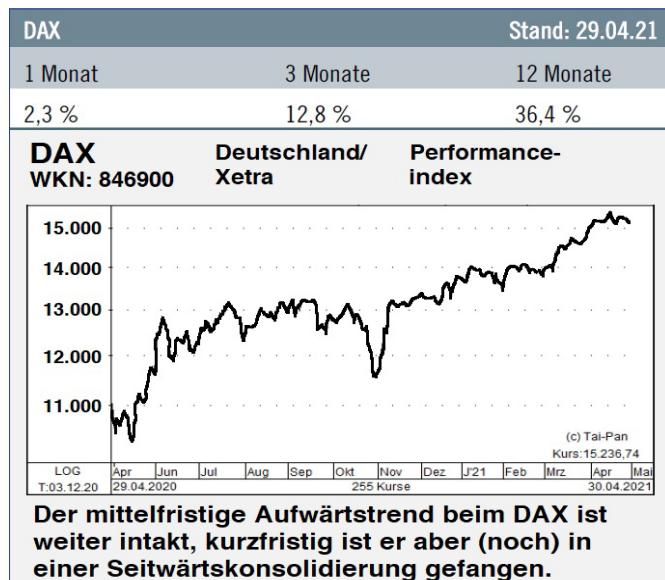 DAX Stand: 29.04.21
1 Monat 3 Monate 12 Monate
2,3 % 12,8 % 36,4 %
DAX Deutschland/ Performance-
WKN: 846900 Xetra index
15.000
14.000
13.000
12.000
11.000
(c) Tai-Pan
Kurs:15.236,74
LOG Apr Jun Jul Aug Sep Okt Nov Dez J'21 Feb Mrz Apr Mai
T:03.12.20 29.04.2020 255 Kurse 30.04.2021
Der mittelfristige Aufwärtstrend beim DAX ist
weiter intakt, kurzfristig ist er aber (noch) in
einer Seitwärtskonsolidierung gefangen.